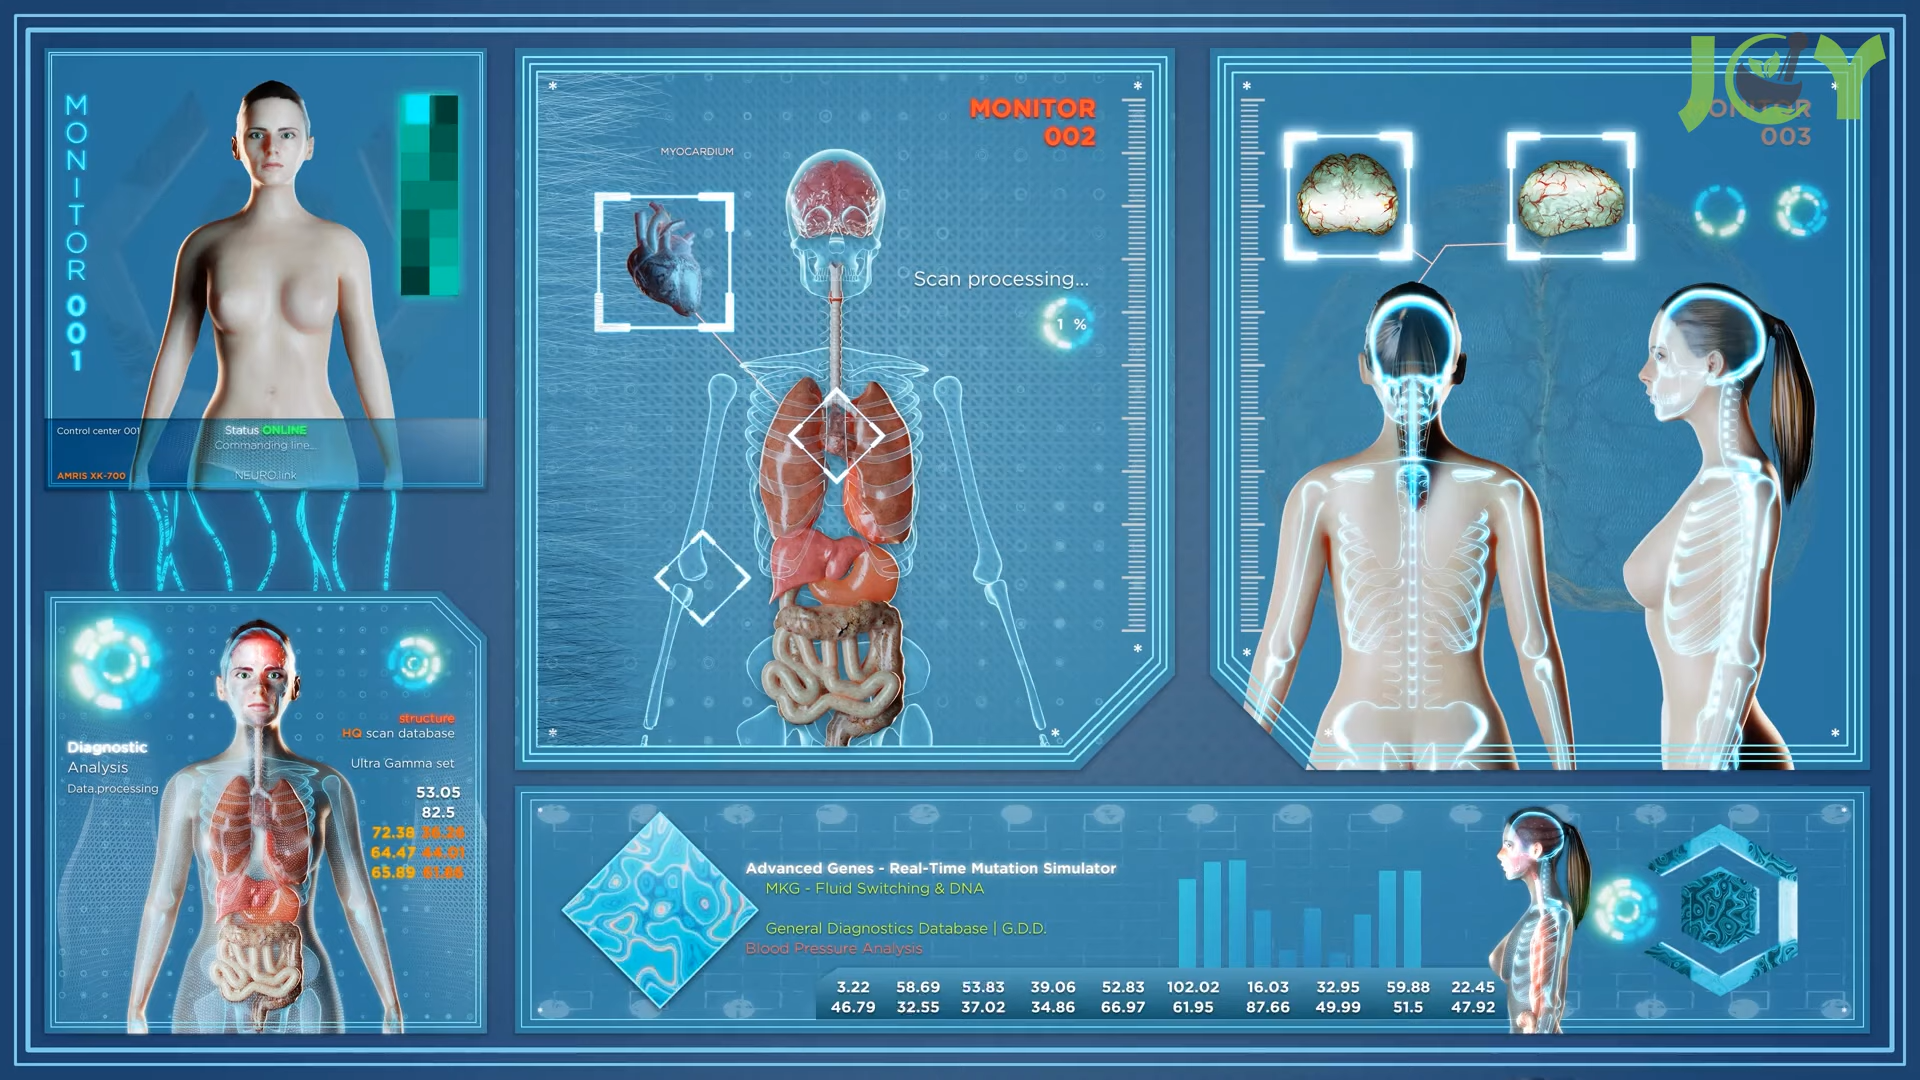 JOY
MONITOR 001
Control center 001
Status ONLINE
Commanding line...
AMRIS XK-700
NEURO.link
MONITOR
002
MYOCARDIUM
Scan processing...
1 %
MONITOR
003
structure
HQ scan database
Ultra Gamma set
Diagnostic
Analysis
Data.processing
53.05
82.5
72.38
64.47 44.01
65.89
Advanced Genes - Real-Time Mutation Simulator
MKG - Fluid Switching & DNA
General Diagnostics Database | G.D.D.
Blood Pressure Analysis
3.22 58.69 53.83 39.06 52.83 102.02 16.03 32.95 59.88 22.45
46.79 32.55 37.02 34.86 66.97 61.95 87.66 49.99 51.5 47.92